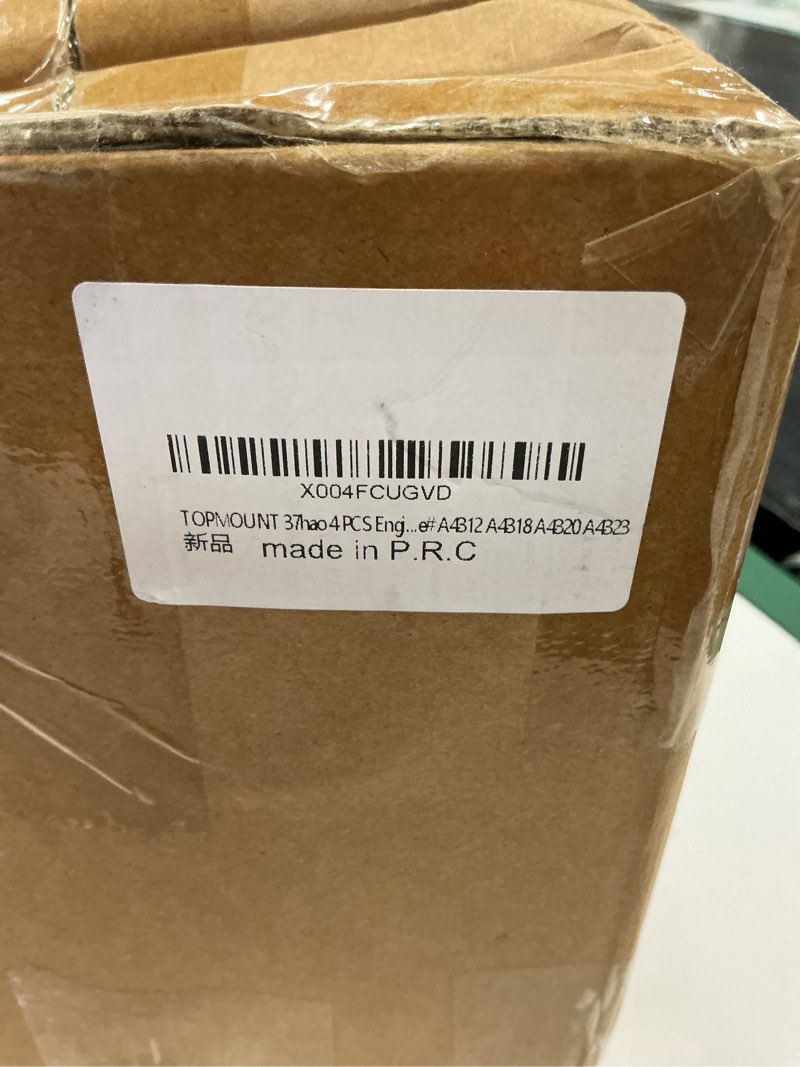 X004FCUGVD
TOPMOUNT 37hao 4 PCS Engi...e# A4312 A4318 A4320 A4323
新品 made in P.R.C